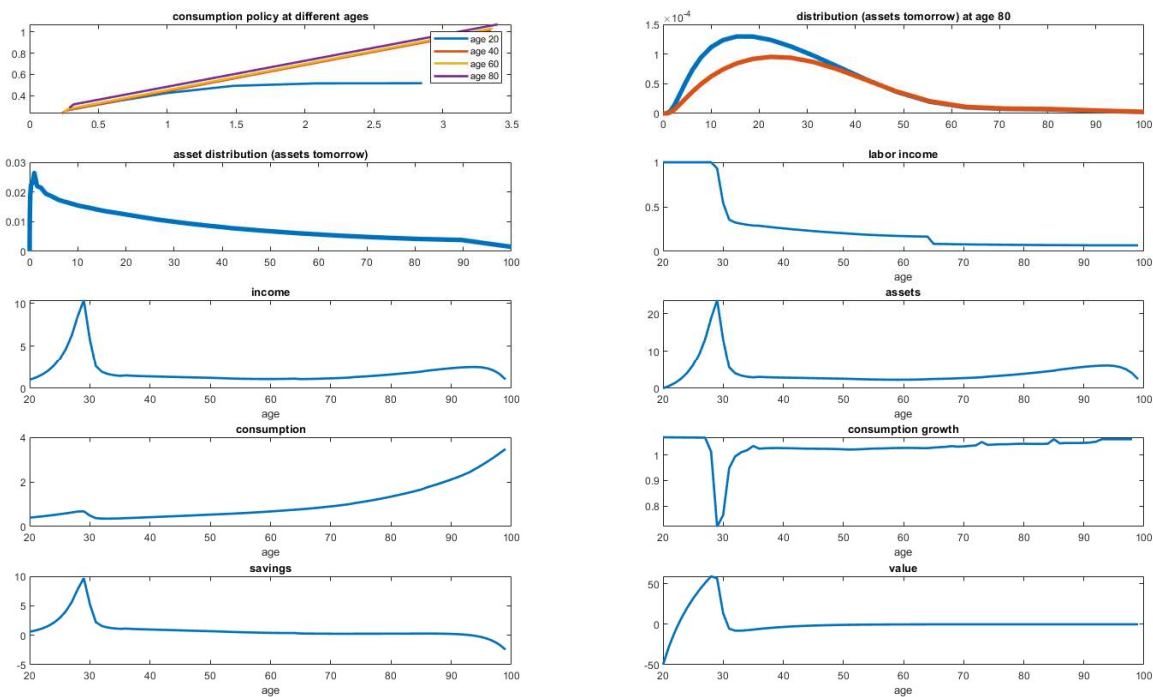 consumption policy at different ages
1
0.8
0.6
0.4
0 0.5 1 1.5 2 2.5 3 3.5
age 20
age 40
age 60
age 80
distribution (assets tomorrow) at age 80
×10⁻⁴
1.5
1
0.5
0
0 10 20 30 40 50 60 70 80 90 100
asset distribution (assets tomorrow)
0.03
0.02
0.01
0
0 10 20 30 40 50 60 70 80 90 100
labor income
1
0.5
0
20 30 40 50 60 70 80 90 100
age
income
10
5
0
20 30 40 50 60 70 80 90 100
age
assets
20
10
0
20 30 40 50 60 70 80 90 100
age
consumption
4
2
0
20 30 40 50 60 70 80 90 100
age
consumption growth
1
0.9
0.8
20 30 40 50 60 70 80 90 100
age
savings
10
5
0
-5
20 30 40 50 60 70 80 90 100
age
value
50
0
-50
20 30 40 50 60 70 80 90 100
age